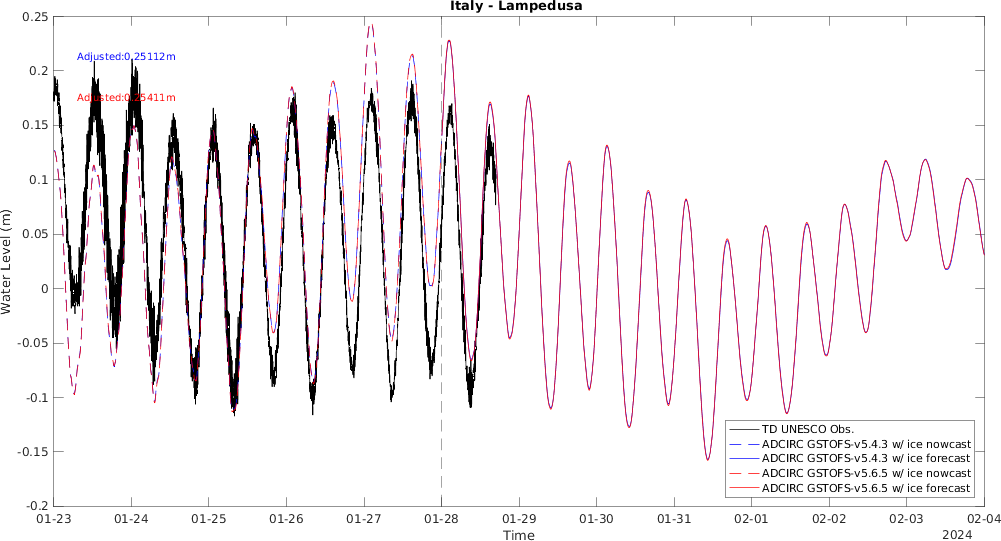 Italy - Lampedusa
Water Level (m)
0.25
0.2
0.15
0.1
0.05
0
-0.05
-0.1
-0.15
-0.2
Adjusted:0.25112m
Adjusted:0.25411m
TD UNESCO Obs.
ADCIRC GSTOFS-v5.4.3 w/ ice nowcast
ADCIRC GSTOFS-v5.4.3 w/ ice forecast
ADCIRC GSTOFS-v5.6.5 w/ ice nowcast
ADCIRC GSTOFS-v5.6.5 w/ ice forecast
01-23 01-24 01-25 01-26 01-27 01-28 01-29 01-30 01-31 02-01 02-02 02-03 02-04
Time
2024